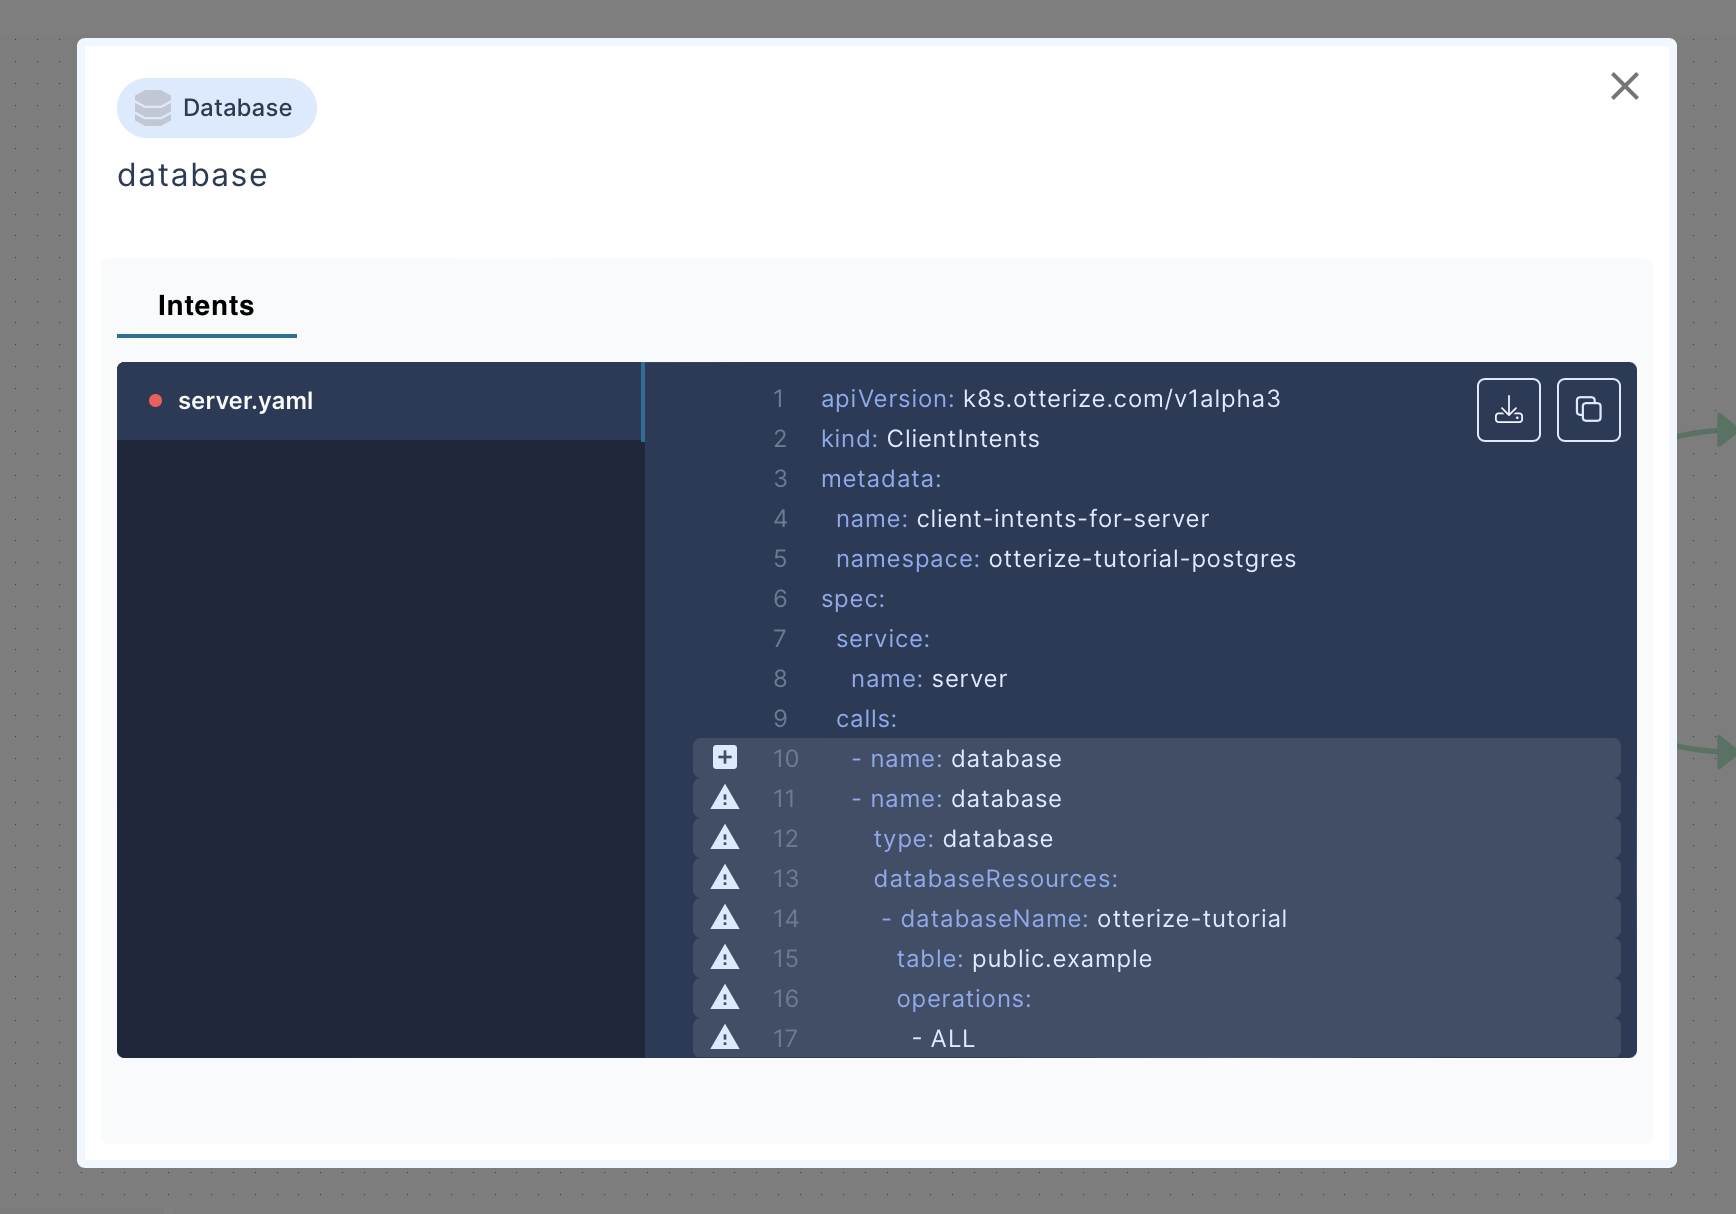 Database
database
Intents
server.yaml
1 apiVersion: k8s.otterize.com/v1alpha3
2 kind: ClientIntents
3 metadata:
4 name: client-intents-for-server
5 namespace: otterize-tutorial-postgres
6 spec:
7 service:
8 name: server
9 calls:
10 - name: database
11 - name: database
12 type: database
13 databaseResources:
14 - databaseName: otterize-tutorial
15 table: public.example
16 operations:
17 - ALL